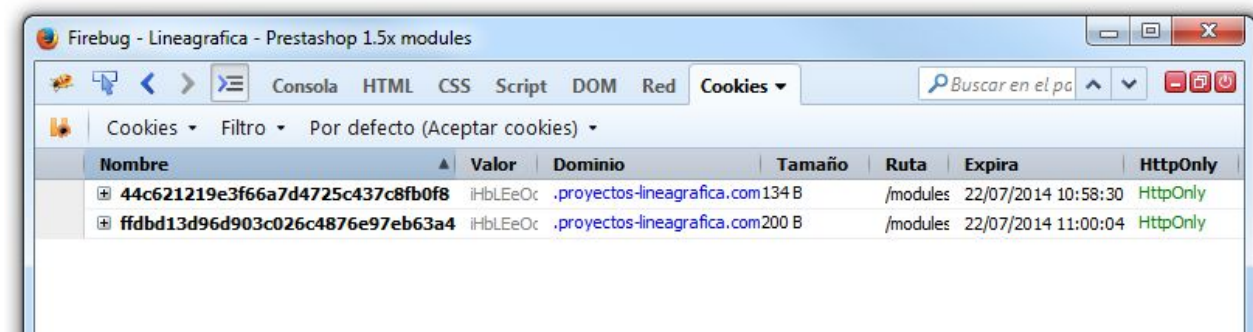 Firebug - Lineagrafica - Prestashop 1.5x modules
Consola HTML CSS Script DOM Red Cookies Buscar en el pa
Cookies Filtro Por defecto (Aceptar cookies)
Nombre Valor Dominio Tamaño Ruta Expira HttpOnly
44c621219e3f66a7d4725c437c8fb0f8 iHbLEeOc .proyectos-lineagrafica.com 134 B /modules 22/07/2014 10:58:30 HttpOnly
ffdbd13d96d903c026c4876e97eb63a4 iHbLEeOc .proyectos-lineagrafica.com 200 B /modules 22/07/2014 11:00:04 HttpOnly